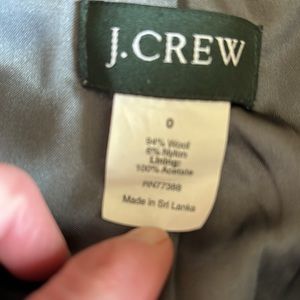 J.CREW
0
94% Wool
6% Nylon
Lining:
100% Acetate
RN77388
Made in Sri Lanka